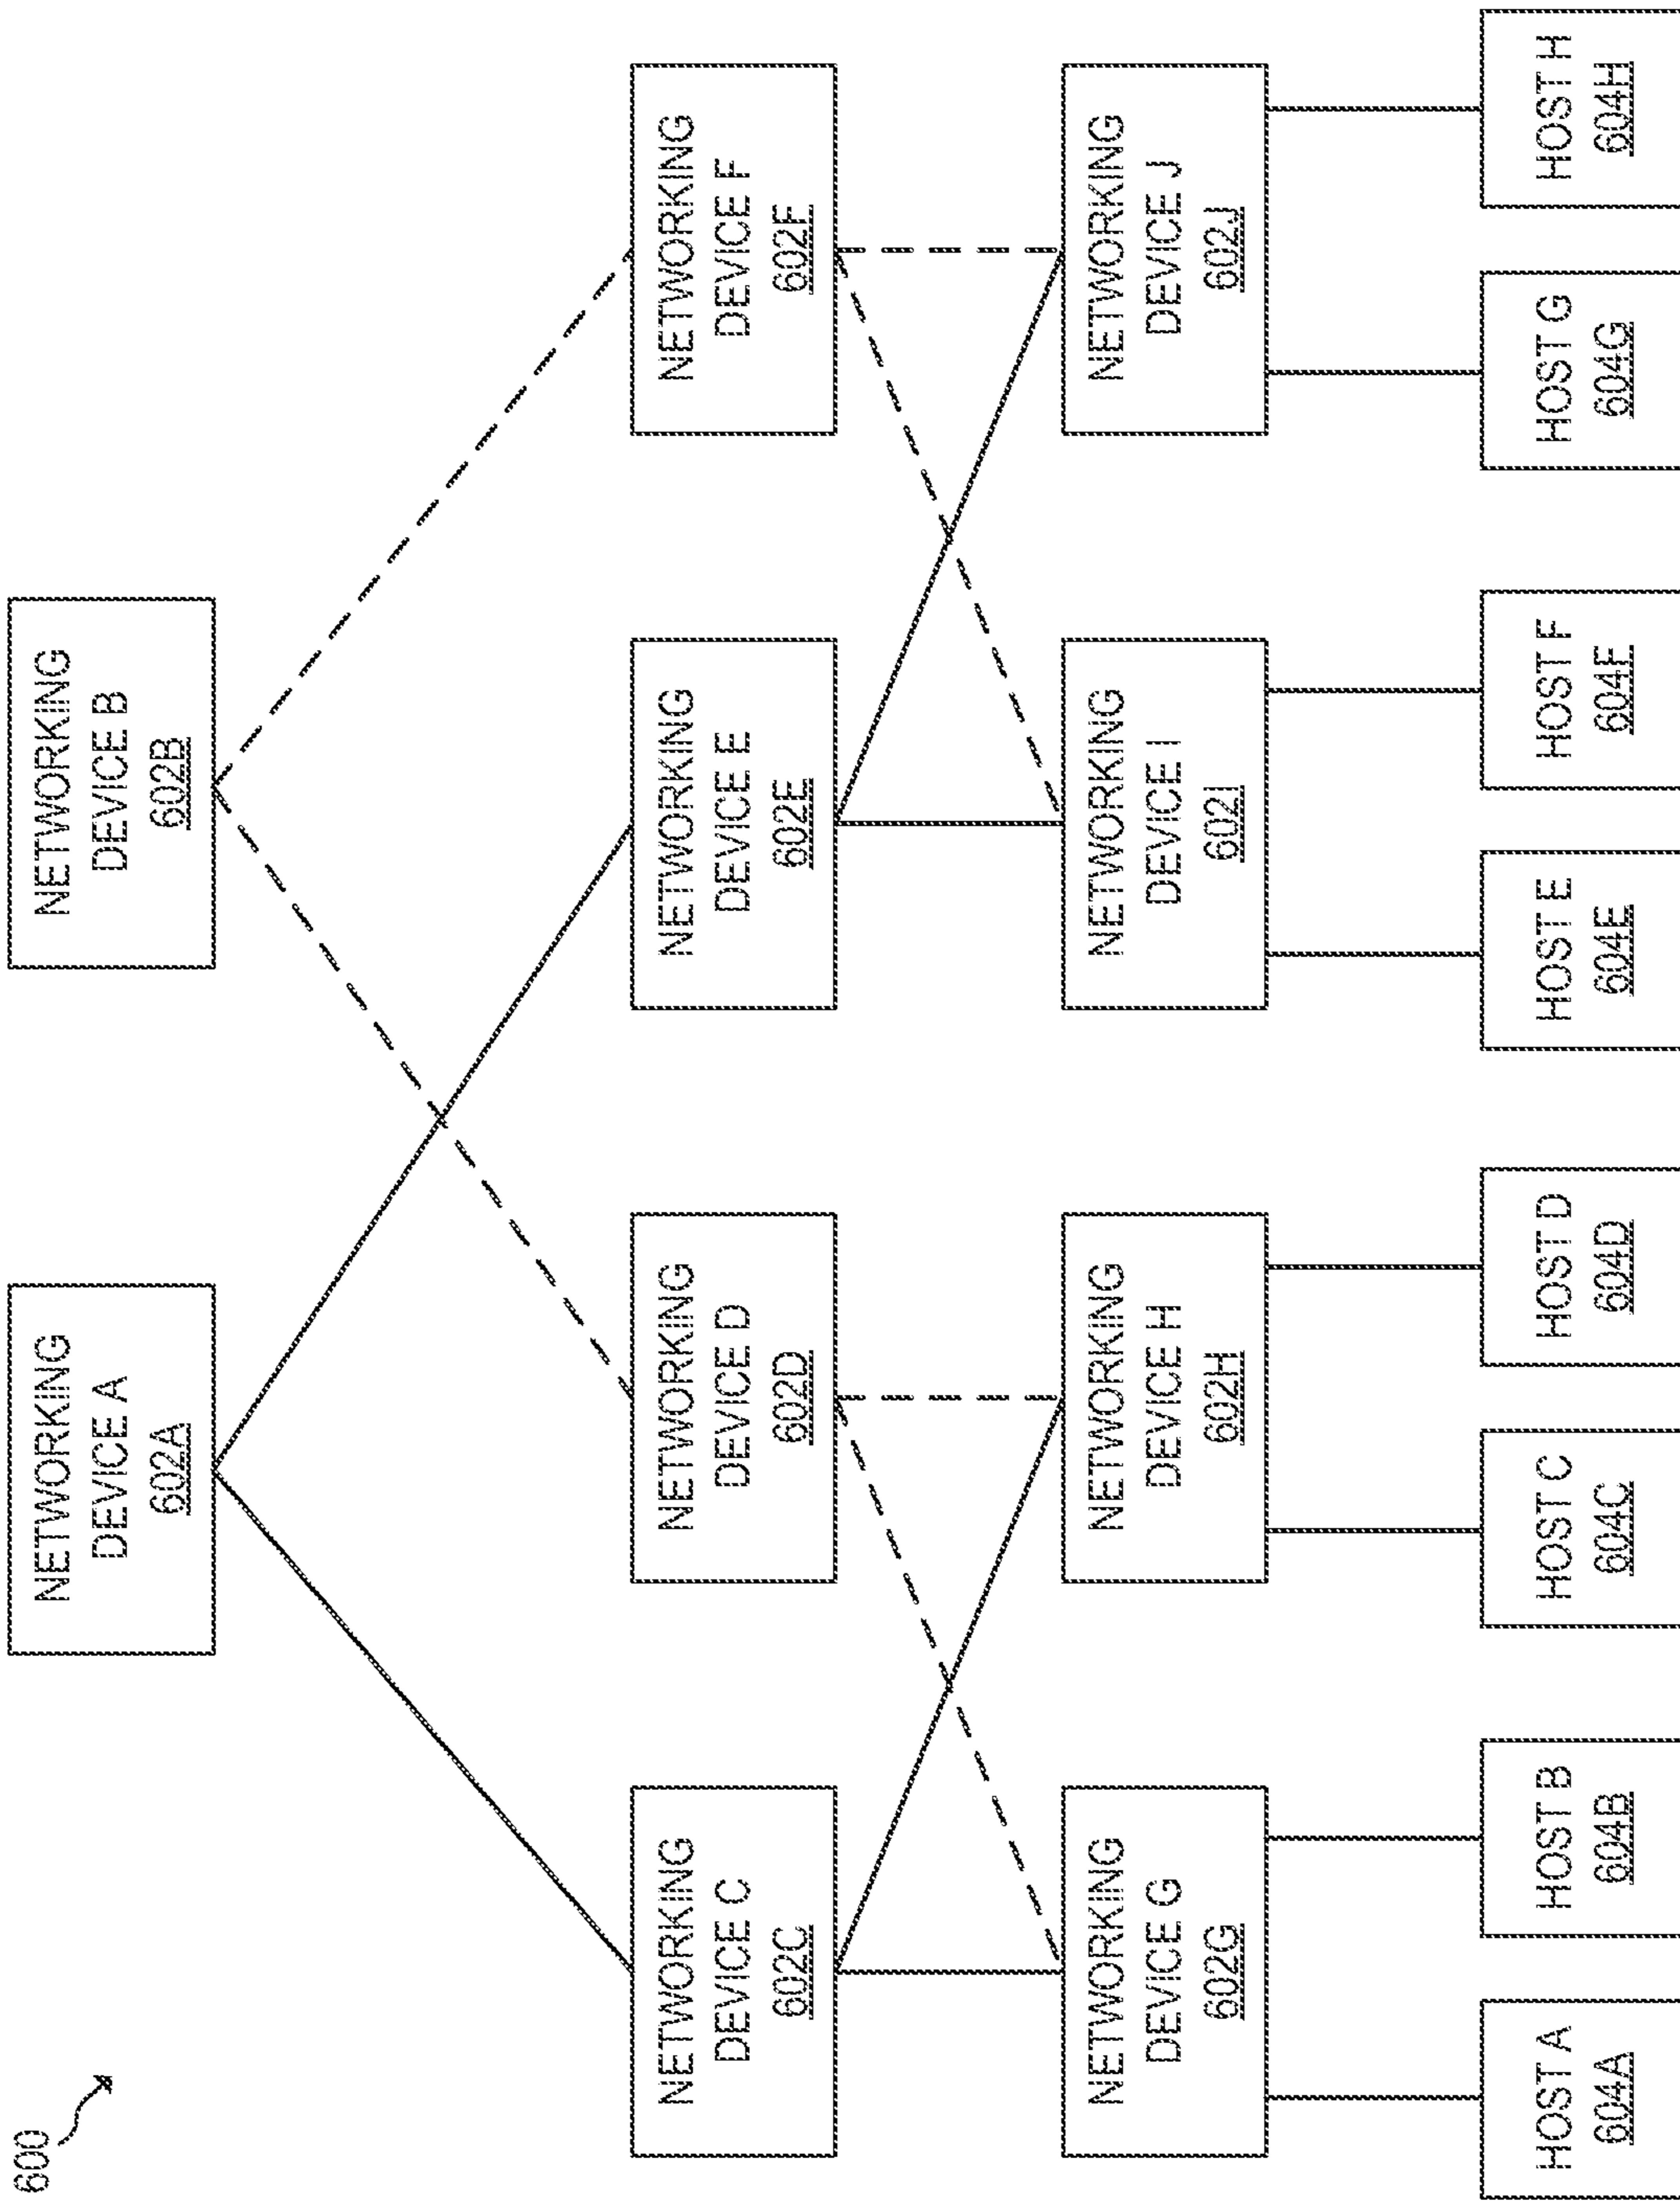 600
NETWORKING
DEVICE A
602A
NETWORKING
DEVICE B
602B
NETWORKING
DEVICE C
602C
NETWORKING
DEVICE D
602D
NETWORKING
DEVICE E
602E
NETWORKING
DEVICE F
602F
NETWORKING
DEVICE G
602G
NETWORKING
DEVICE H
602H
NETWORKING
DEVICE I
602I
NETWORKING
DEVICE J
602J
HOST A
604A
HOST B
604B
HOST C
604C
HOST D
604D
HOST E
604E
HOST F
604F
HOST G
604G
HOST H
604H